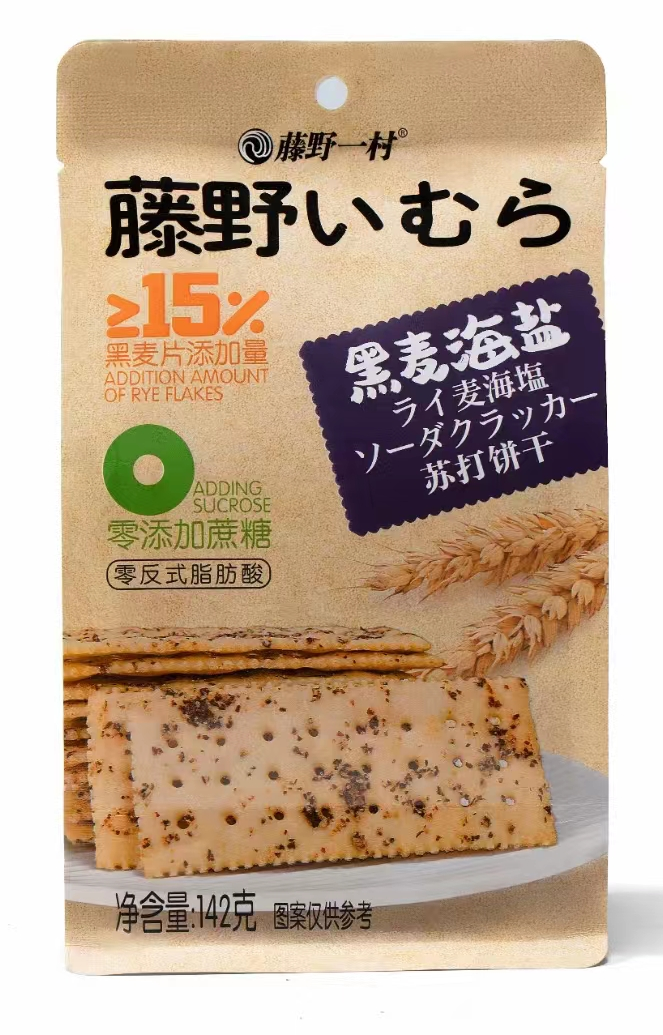 藤野一村®
藤野いむら
≥15%
黑麦片添加量
ADDITION AMOUNT
OF RYE FLAKES
黑麦海盐
ライ麦海塩
ソーダクラッカー
苏打饼干
0
ADDING
SUCROSE
零添加蔗糖
零反式脂肪酸
净含量:142克 图案仅供参考